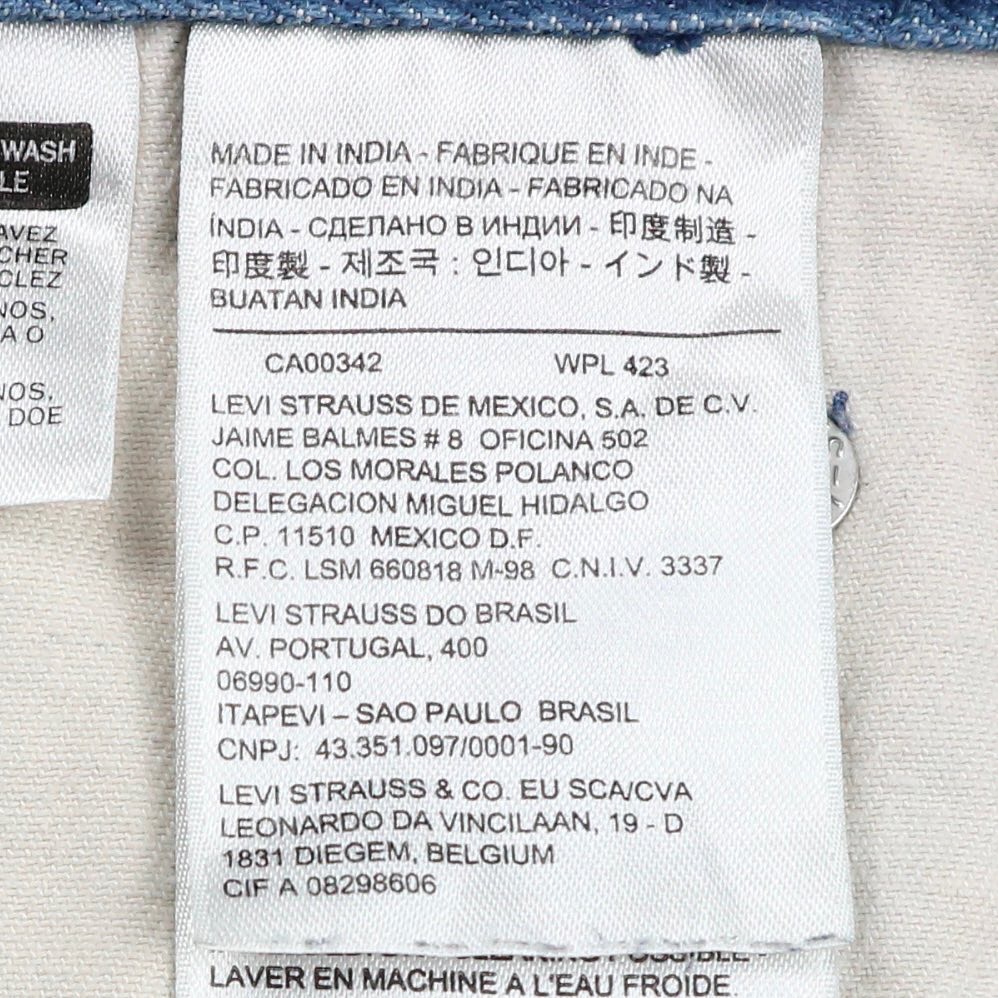 WASH
LE
AVEZ
CHER
CLEZ
NOS,
A O
NOS,
DOE
MADE IN INDIA - FABRIQUE EN INDE -
FABRICADO EN INDIA - FABRICADO NA
ÍNDIA - СДЕЛАНО В ИНДИИ - 印度制造 -
印度製 - 제조국 : 인디아 - インド製 -
BUATAN INDIA
CA00342 WPL 423
LEVI STRAUSS DE MEXICO, S.A. DE C.V.
JAIME BALMES # 8 OFICINA 502
COL. LOS MORALES POLANCO
DELEGACION MIGUEL HIDALGO
C.P. 11510 MEXICO D.F.
R.F.C. LSM 660818 M-98 C.N.I.V. 3337
LEVI STRAUSS DO BRASIL
AV. PORTUGAL, 400
06990-110
ITAPEVI – SAO PAULO BRASIL
CNPJ: 43.351.097/0001-90
LEVI STRAUSS & CO. EU SCA/CVA
LEONARDO DA VINCILAAN, 19 - D
1831 DIEGEM, BELGIUM
CIF A 08298606
LAVER EN MACHINE A L'EAU FROIDE.